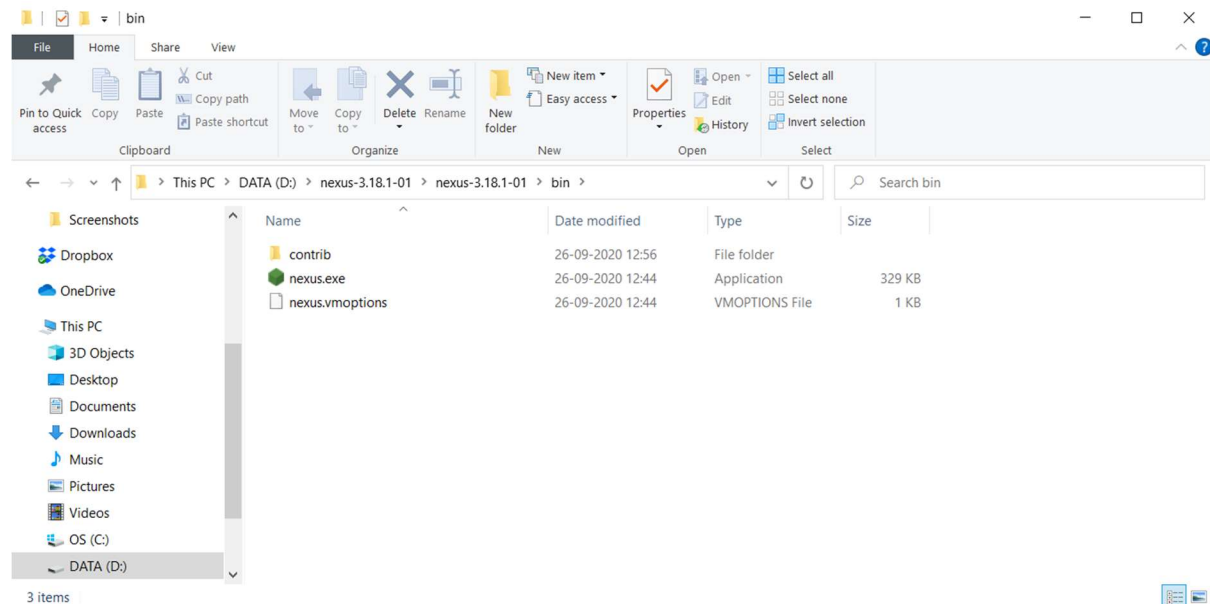 bin
File Home Share View
Pin to Quick access
Copy
Paste
Cut
Copy path
Paste shortcut
Clipboard
Move to
Copy to
Delete
Rename
Organize
New folder
New item
Easy access
New
Properties
Open
Edit
History
Open
Select all
Select none
Invert selection
Select
This PC > DATA (D:) > nexus-3.18.1-01 > nexus-3.18.1-01 > bin >
Search bin
Screenshots
Dropbox
OneDrive
This PC
3D Objects
Desktop
Documents
Downloads
Music
Pictures
Videos
OS (C:)
DATA (D:)
Name Date modified Type Size
contrib 26-09-2020 12:56 File folder
nexus.exe 26-09-2020 12:44 Application 329 KB
nexus.vmoptions 26-09-2020 12:44 VMOPTIONS File 1 KB
3 items